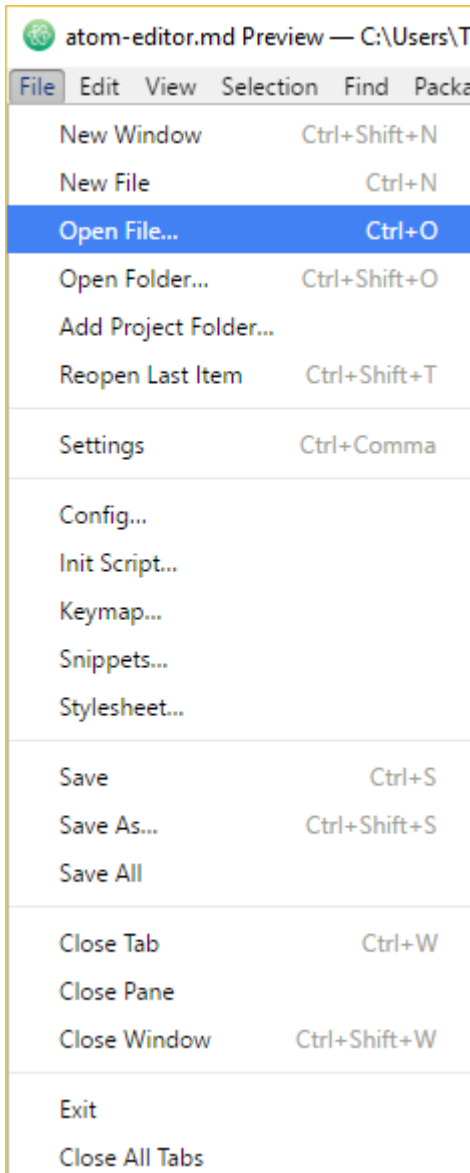 atom-editor.md Preview — C:\Users\T
File Edit View Selection Find Packa
New Window Ctrl+Shift+N
New File Ctrl+N
Open File... Ctrl+O
Open Folder... Ctrl+Shift+O
Add Project Folder...
Reopen Last Item Ctrl+Shift+T
Settings Ctrl+Comma
Config...
Init Script...
Keymap...
Snippets...
Stylesheet...
Save Ctrl+S
Save As... Ctrl+Shift+S
Save All
Close Tab Ctrl+W
Close Pane
Close Window Ctrl+Shift+W
Exit
Close All Tabs